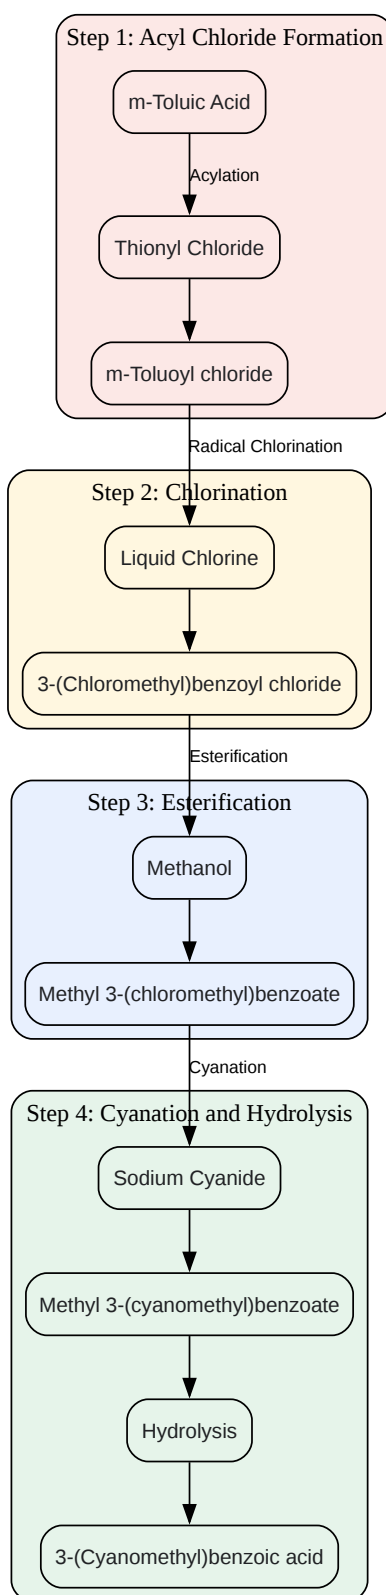 Step 1: Acyl Chloride Formation
m-Toluic Acid
Acylation
Thionyl Chloride
m-Toluoyl chloride
Radical Chlorination
Step 2: Chlorination
Liquid Chlorine
3-(Chloromethyl)benzoyl chloride
Esterification
Step 3: Esterification
Methanol
Methyl 3-(chloromethyl)benzoate
Cyanation
Step 4: Cyanation and Hydrolysis
Sodium Cyanide
Methyl 3-(cyanomethyl)benzoate
Hydrolysis
3-(Cyanomethyl)benzoic acid